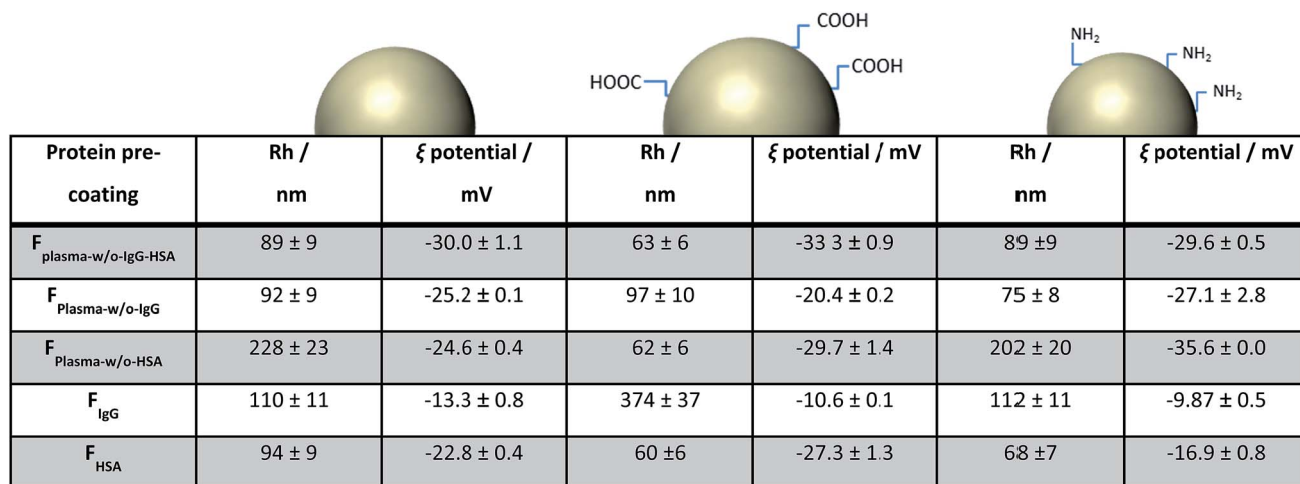 COOH
HOOC
COOH
NH2
NH2
NH2
Protein pre-coating | Rh / nm | ξ potential / mV | Rh / nm | ξ potential / mV | Rh / nm | ξ potential / mV
F plasma-w/o-IgG-HSA | 89 ± 9 | -30.0 ± 1.1 | 63 ± 6 | -33 3 ± 0.9 | 89 ±9 | -29.6 ± 0.5
F Plasma-w/o-IgG | 92 ± 9 | -25.2 ± 0.1 | 97 ± 10 | -20.4 ± 0.2 | 75 ± 8 | -27.1 ± 2.8
F Plasma-w/o-HSA | 228 ± 23 | -24.6 ± 0.4 | 62 ± 6 | -29.7 ± 1.4 | 202 ± 20 | -35.6 ± 0.0
F IgG | 110 ± 11 | -13.3 ± 0.8 | 374 ± 37 | -10.6 ± 0.1 | 112 ± 11 | -9.87 ± 0.5
F HSA | 94 ± 9 | -22.8 ± 0.4 | 60 ±6 | -27.3 ± 1.3 | 68 ±7 | -16.9 ± 0.8